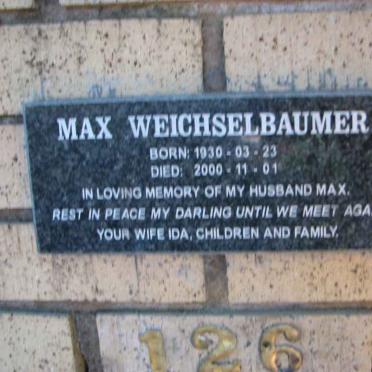 MAX WEICHSELBAUMER
BORN: 1930 - 03 - 23
DIED: 2000 - 11 - 01
IN LOVING MEMORY OF MY HUSBAND MAX.
REST IN PEACE MY DARLING UNTIL WE MEET AGA
YOUR WIFE IDA, CHILDREN AND FAMILY.
126